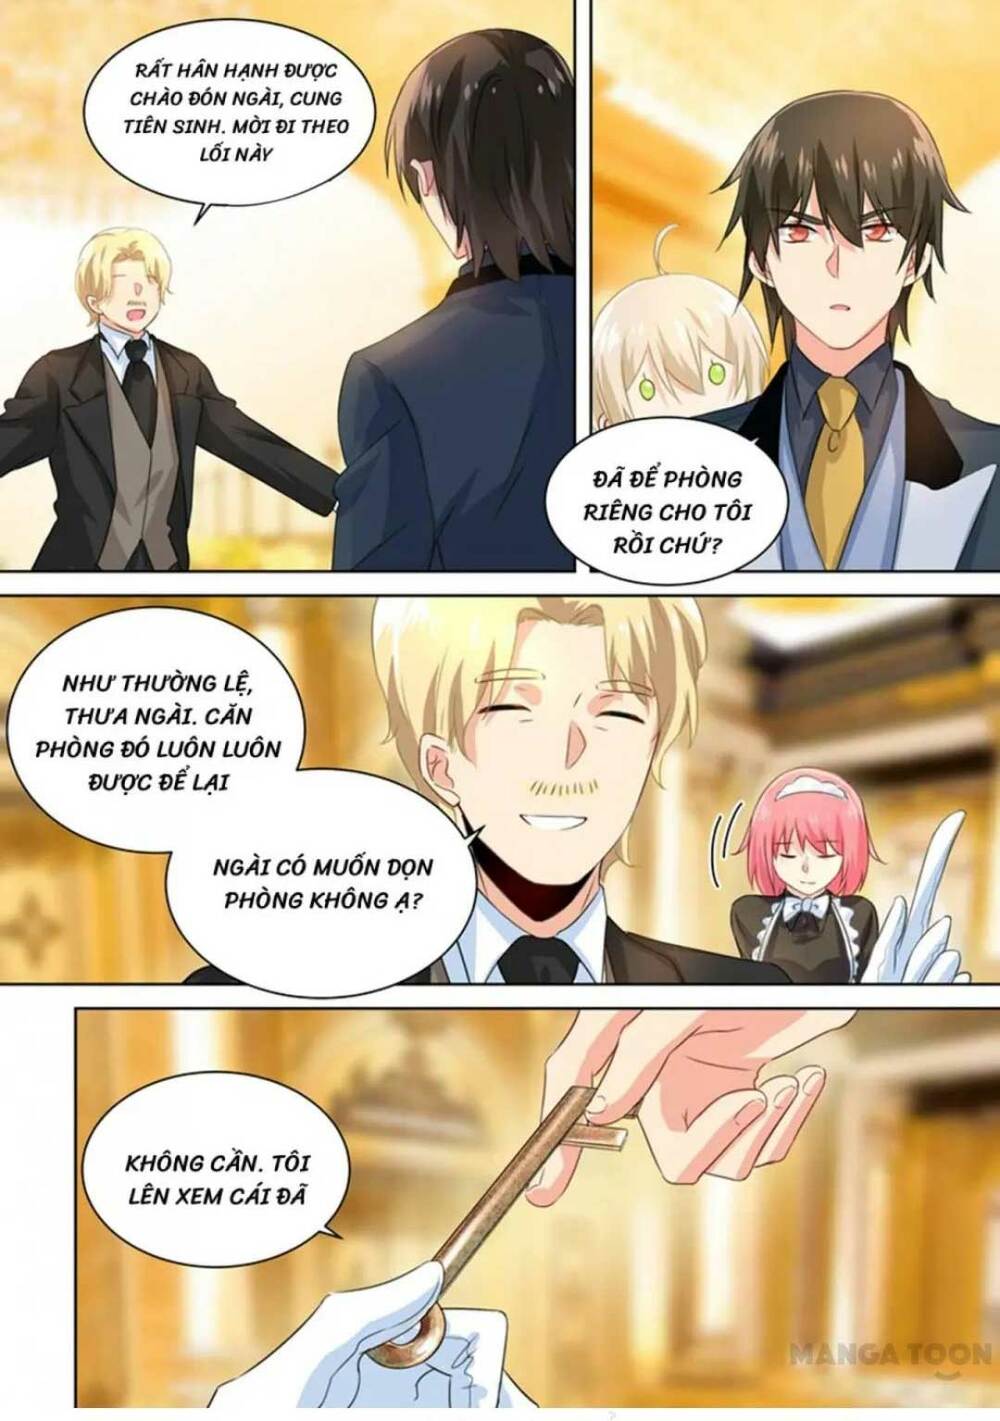 RẤT HÂN HẠNH ĐƯỢC
CHÀO ĐÓN NGÀI, CUNG
TIÊN SINH. MỜI ĐI THEO
LỐI NÀY
ĐÃ ĐỂ PHÒNG
RIÊNG CHO TÔI
RỒI CHỨ?
NHƯ THƯỜNG LỆ,
THƯA NGÀI. CĂN
PHÒNG ĐÓ LUÔN LUÔN
ĐƯỢC ĐỂ LẠI
NGÀI CÓ MUỐN DỌN
PHÒNG KHÔNG Ạ?
KHÔNG CẦN. TÔI
LÊN XEM CÁI ĐÃ
MANGA TOON